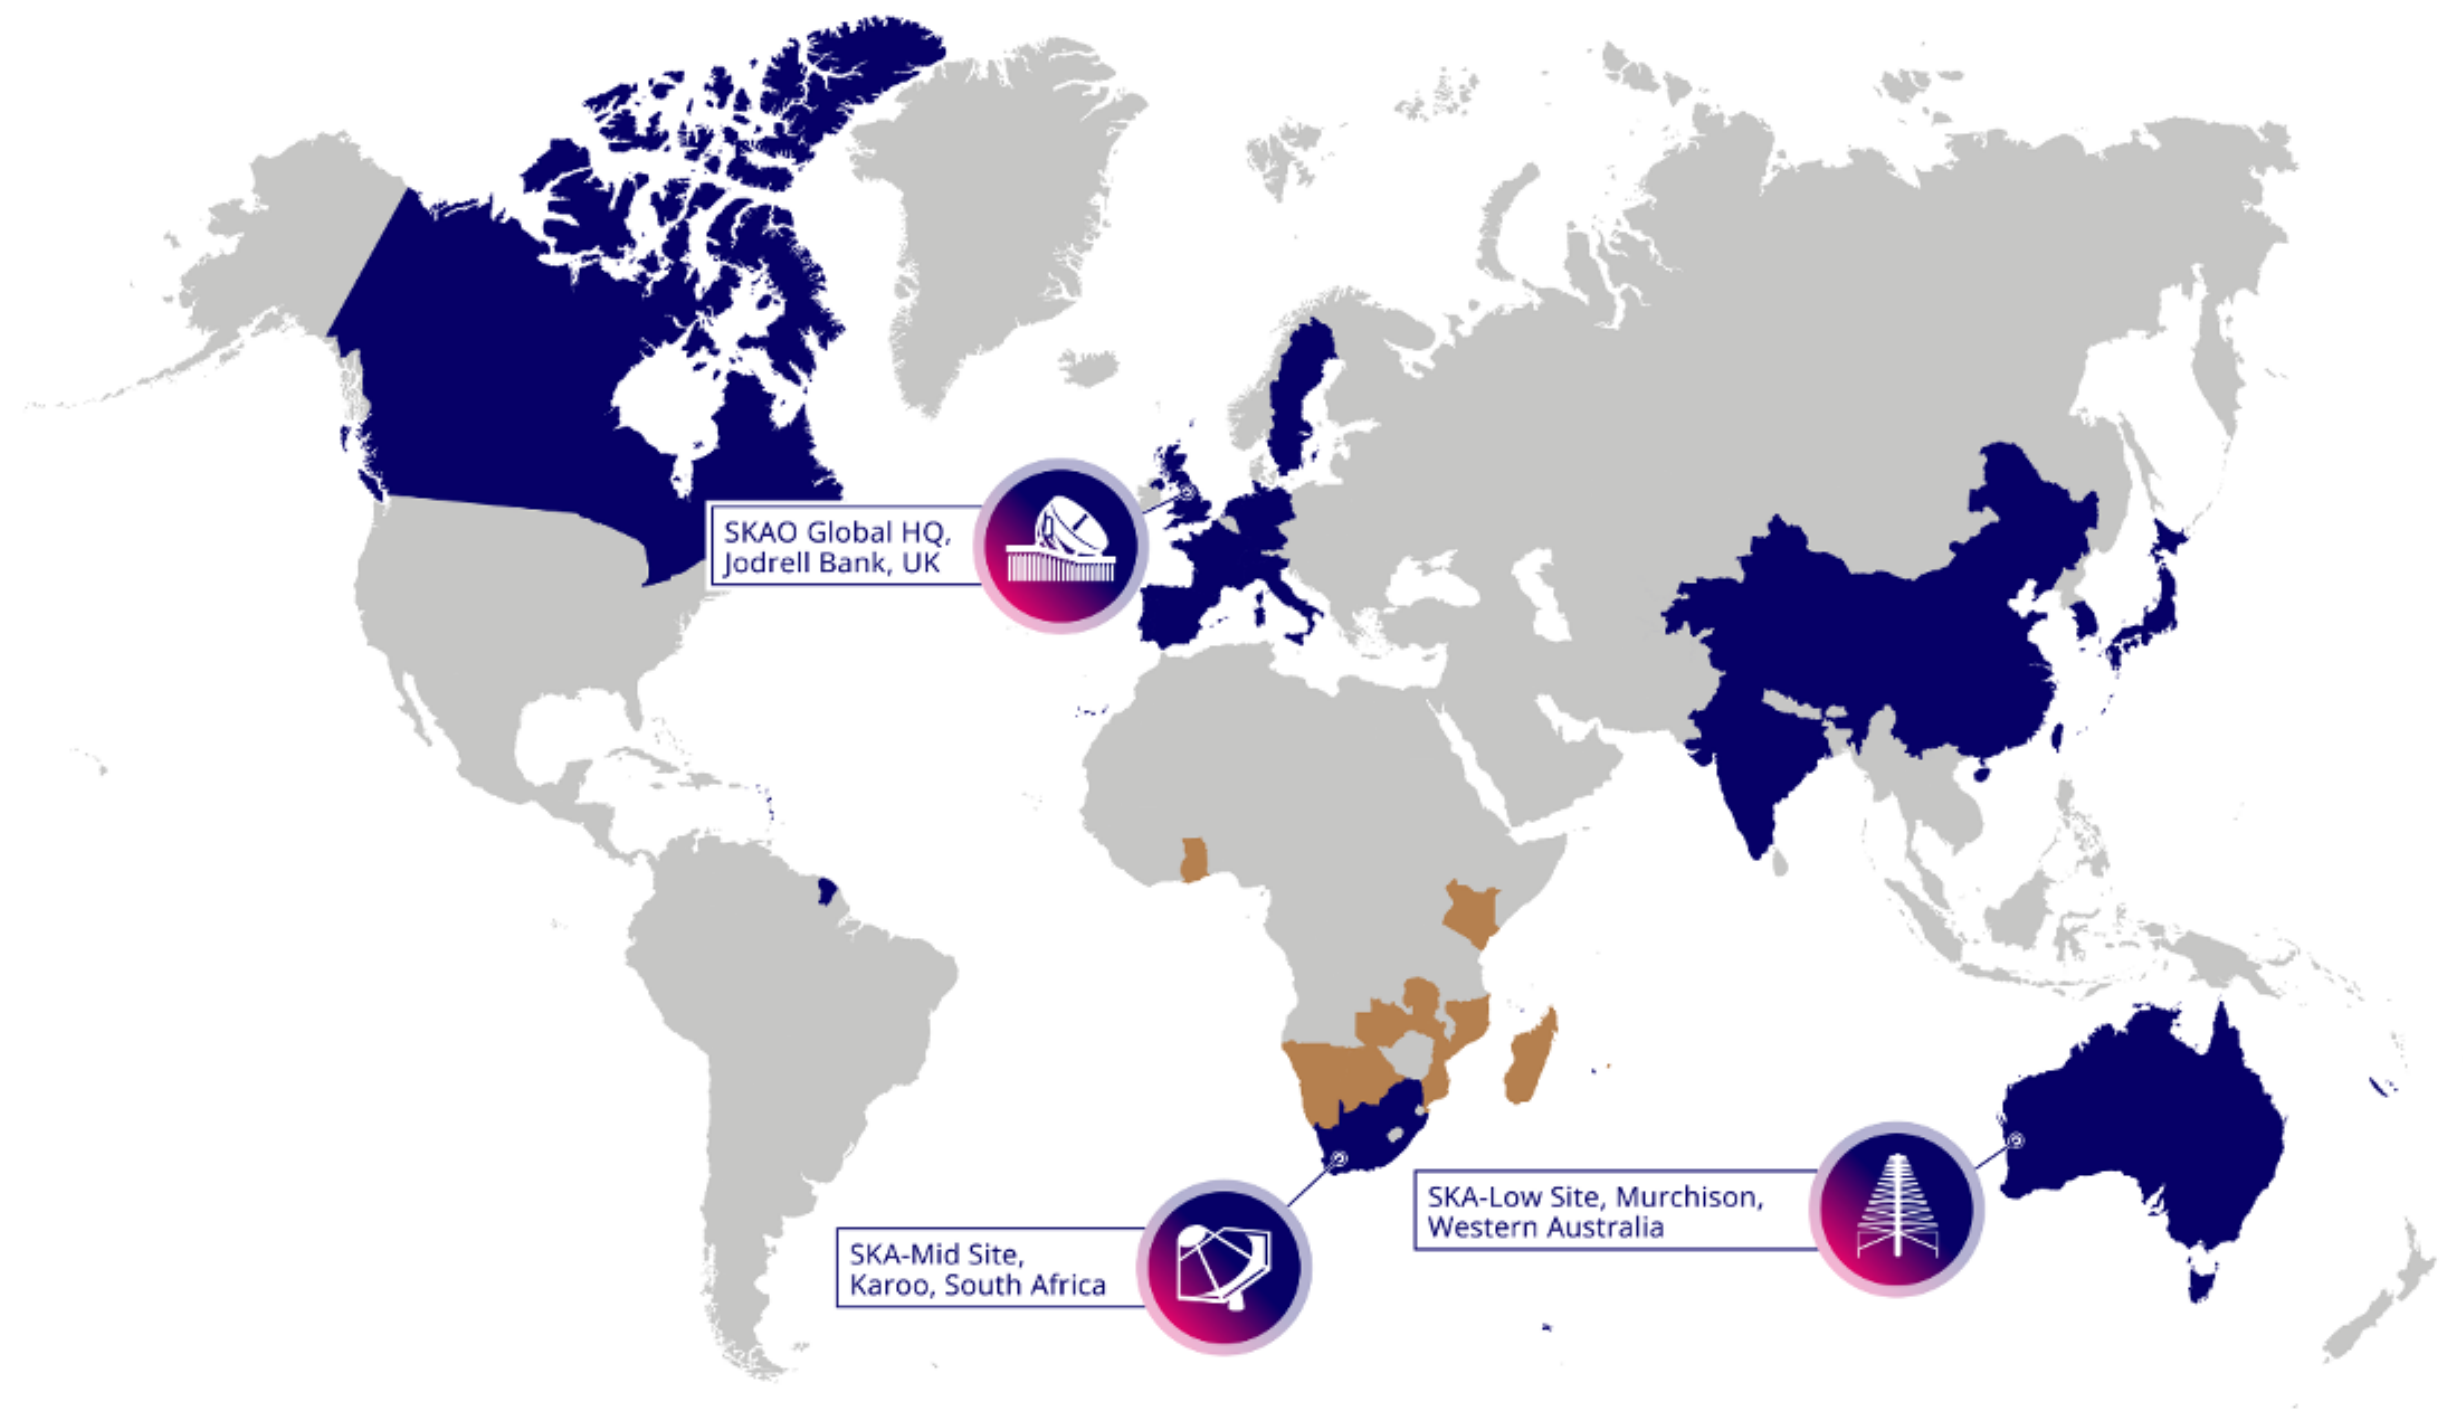 SKAO Global HQ,
Jodrell Bank, UK
SKA-Mid Site,
Karoo, South Africa
SKA-Low Site, Murchison,
Western Australia